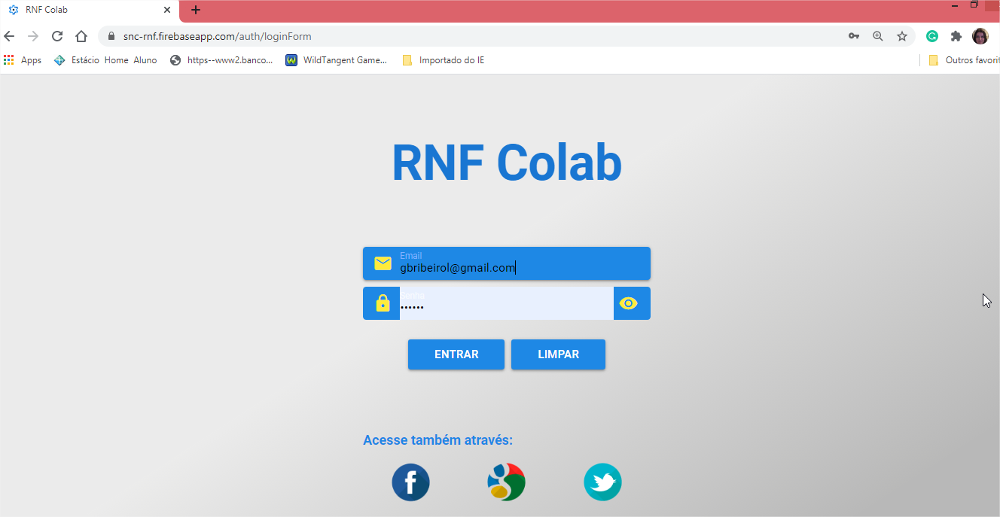 RNF Colab
snc-rnf.firebaseapp.com/auth/loginForm
Apps Estácio Home Aluno https--www2.banco... WildTangent Game... Importado do IE Outros favorit
RNF Colab
Email
gbribeirol@gmail.com
Senha
••••••
ENTRAR LIMPAR
Acesse também através: